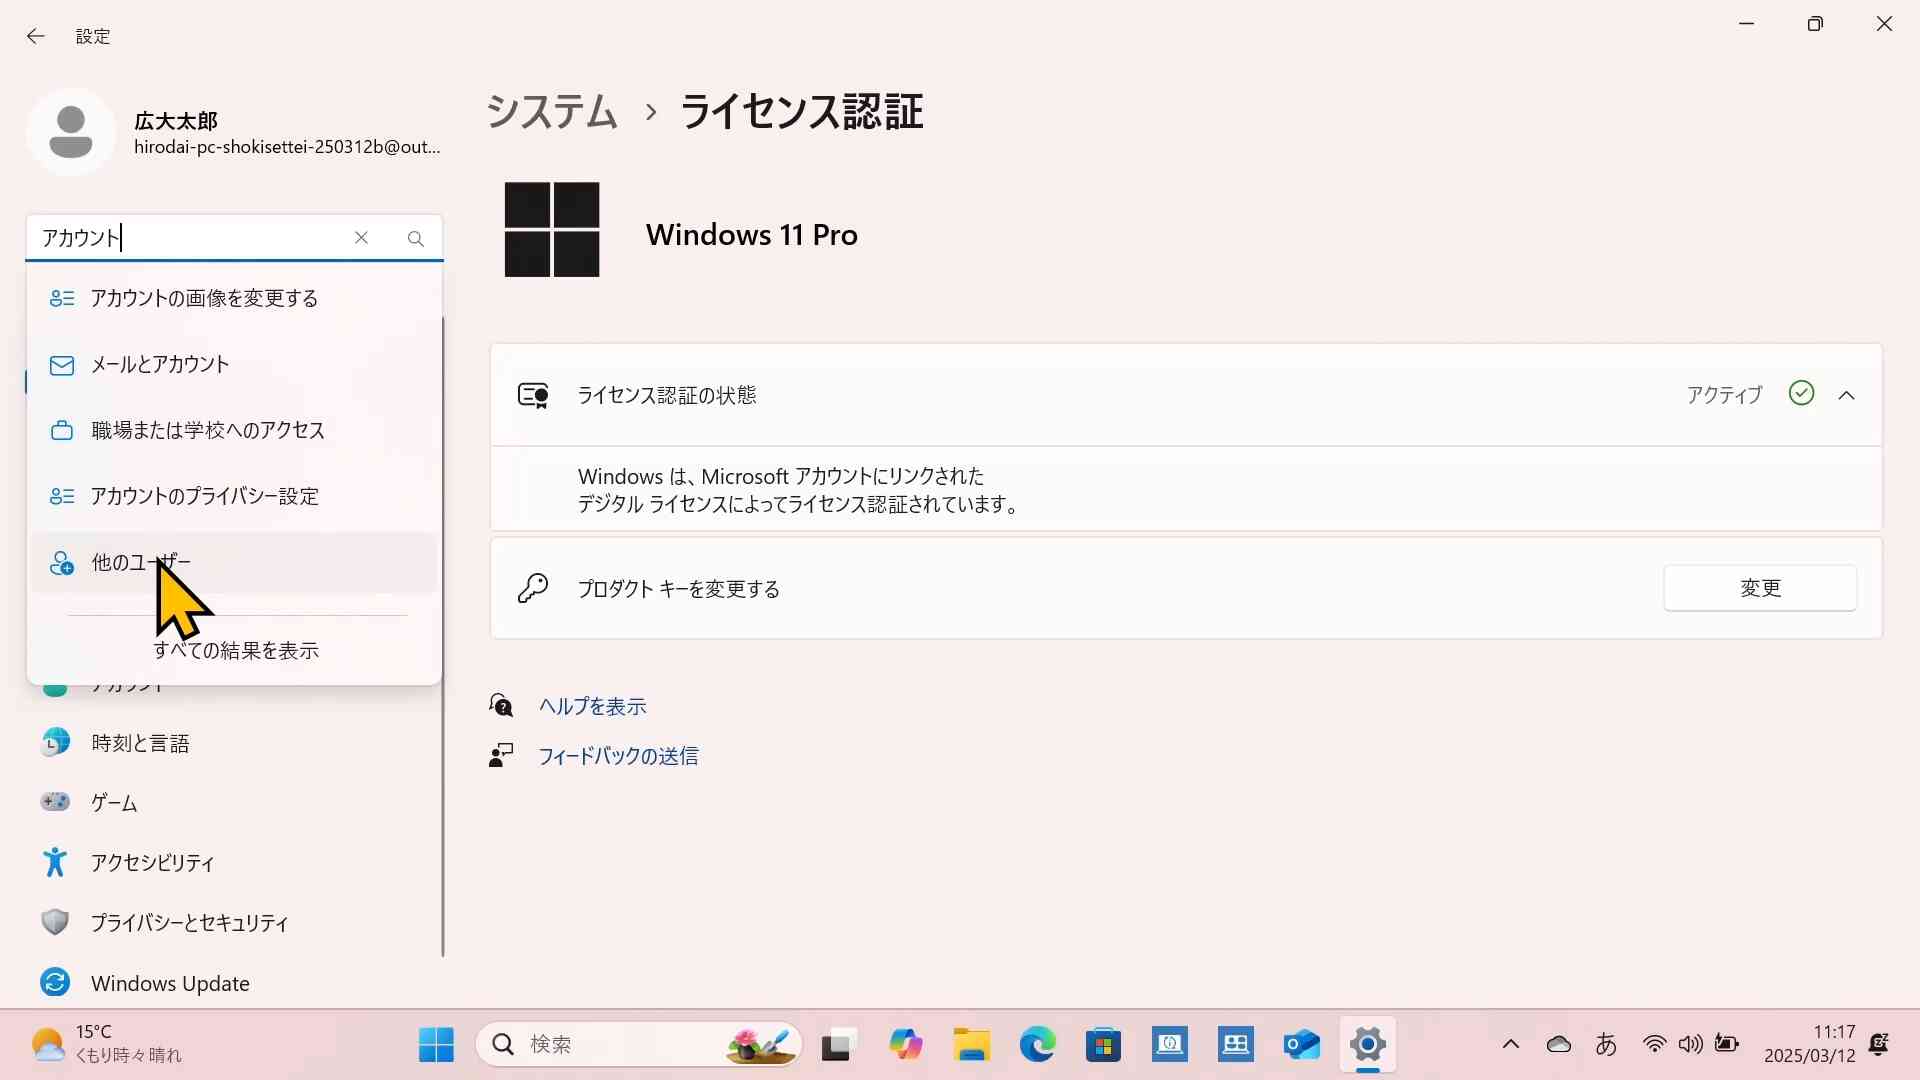 設定
広大太郎
hirodai-pc-shokisettei-250312b@out...
アカウント
アカウントの画像を変更する
メールとアカウント
職場または学校へのアクセス
アカウントのプライバシー設定
他のユーザー
すべての結果を表示
アカウント
時刻と言語
ゲーム
アクセシビリティ
プライバシーとセキュリティ
Windows Update
システム › ライセンス認証
Windows 11 Pro
ライセンス認証の状態
アクティブ
Windows は、Microsoft アカウントにリンクされた
デジタル ライセンスによってライセンス認証されています。
プロダクト キーを変更する
変更
ヘルプを表示
フィードバックの送信
15°C
くもり時々晴れ
検索
あ
11:17
2025/03/12